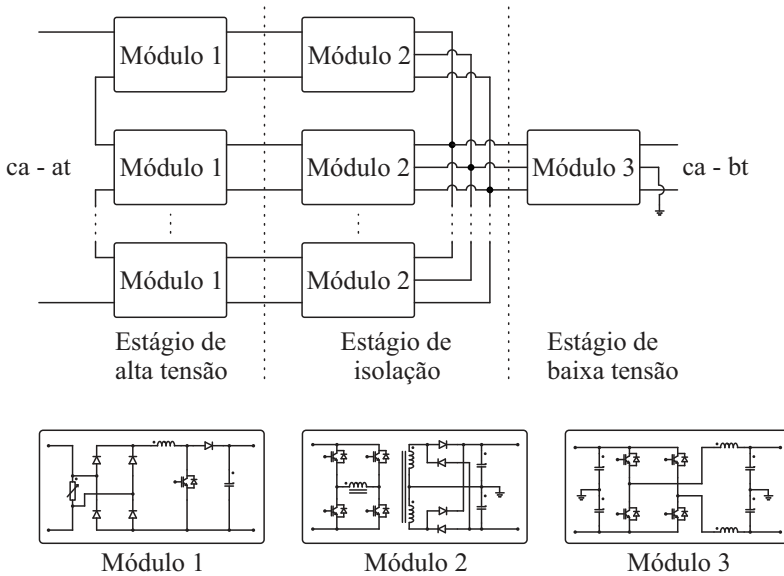 Módulo 1
Módulo 2
ca - at
Módulo 1
Módulo 2
Módulo 3
ca - bt
Módulo 1
Módulo 2
Estágio de
alta tensão
Estágio de
isolação
Estágio de
baixa tensão
Módulo 1
Módulo 2
Módulo 3